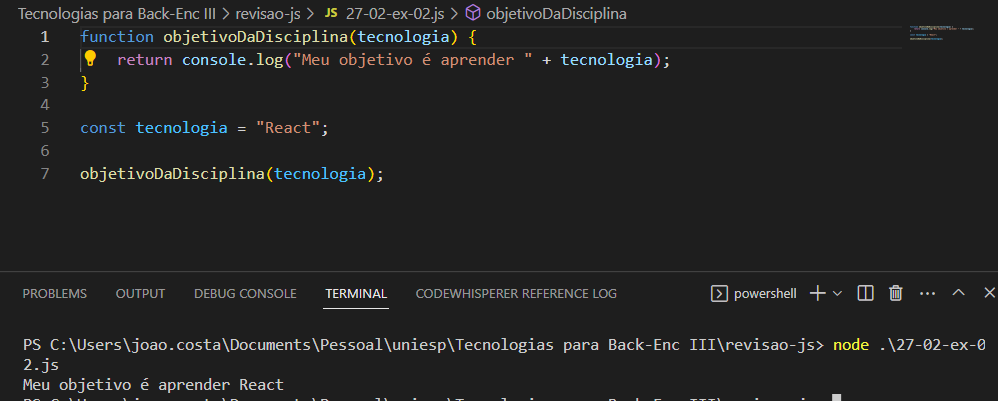 Tecnologias para Back-Enc III > revisao-js > JS 27-02-ex-02.js > objetivoDaDisciplina
1 function objetivoDaDisciplina(tecnologia) {
2 return console.log("Meu objetivo é aprender " + tecnologia);
3 }
4
5 const tecnologia = "React";
6
7 objetivoDaDisciplina(tecnologia);
PROBLEMS OUTPUT DEBUG CONSOLE TERMINAL CODEWHISPERER REFERENCE LOG powershell
PS C:\Users\joao.costa\Documents\Pessoal\uniesp\Tecnologias para Back-Enc III\revisao-js> node .\27-02-ex-0
2.js
Meu objetivo é aprender React